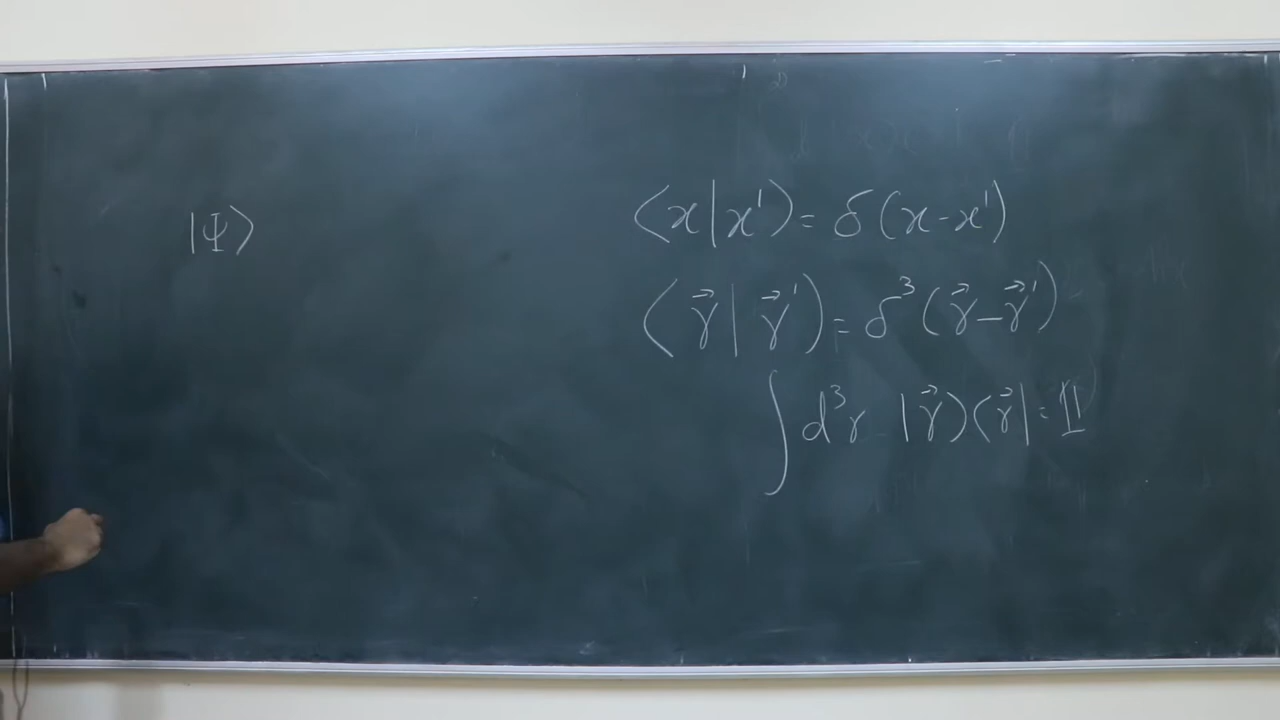 |Ψ⟩
⟨x|x'⟩ = δ(x-x')
⟨r⃗|r⃗'⟩ = δ³(r⃗-r⃗')
∫d³r |r⃗⟩⟨r⃗| = 𝟙